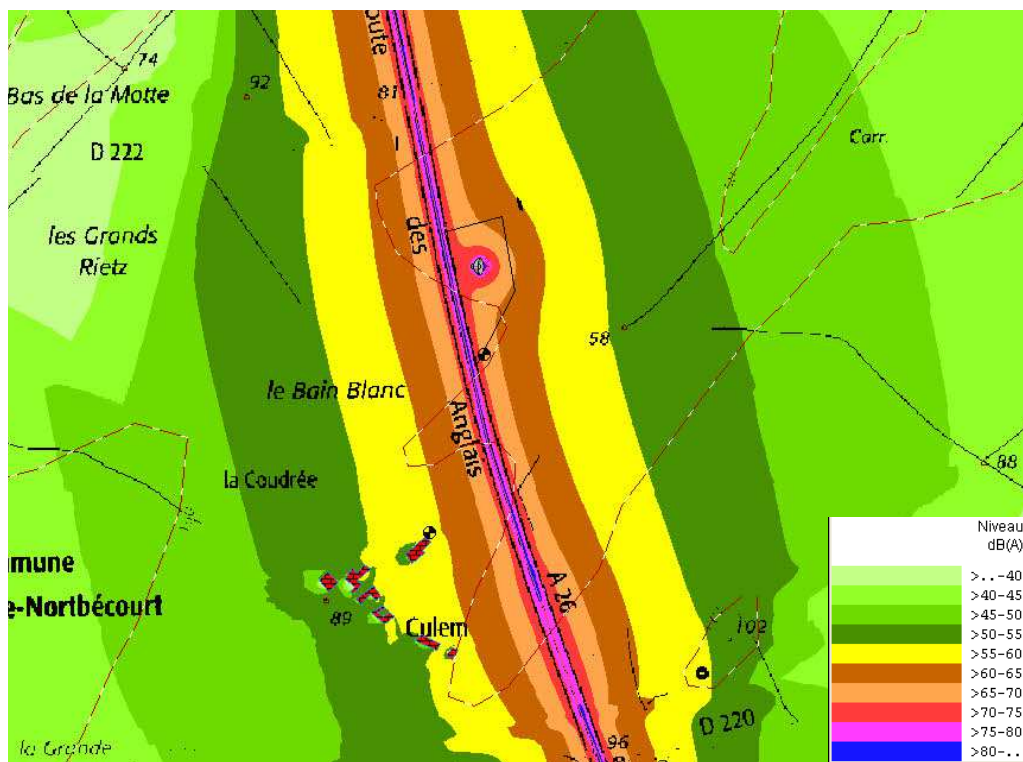 oute
74
81
92
Bas de la Motte
D 222
Carr.
des
les Grands
Rietz
58
le Bain Blanc
Anglais
88
la Coudrée
mmune
e-Nortbécourt
A 26
89
Culem
102
D 220
96
la Grande
Niveau
dB(A)
>..-40
>40-45
>45-50
>50-55
>55-60
>60-65
>65-70
>70-75
>75-80
>80-..